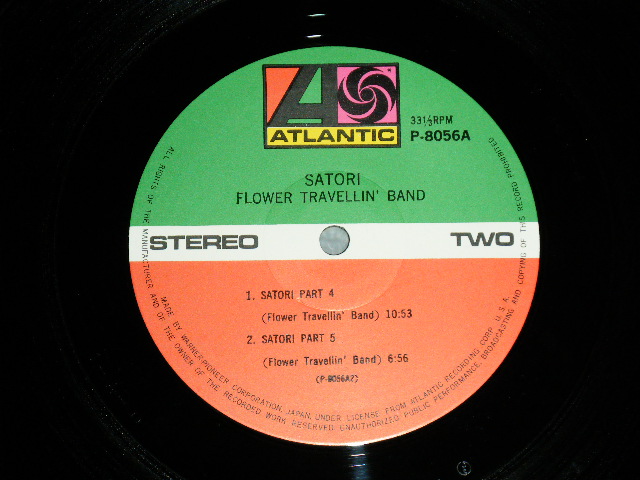 ATLANTIC
33⅓RPM
P-8056A
SATORI
FLOWER TRAVELLIN' BAND
STEREO
TWO
1. SATORI PART 4
(Flower Travellin' Band) 10:53
2. SATORI PART 5
(Flower Travellin' Band) 6:56
(P-8056A2)
MADE BY WARNER-PIONEER CORPORATION, JAPAN, UNDER LICENSE FROM ATLANTIC RECORDING CORP. U.S.A.
ALL RIGHTS OF THE MANUFACTURER AND OF THE OWNER OF THE RECORDED WORK RESERVED. UNAUTHORIZED PUBLIC PERFORMANCE, BROADCASTING AND COPYING OF THIS RECORD PROHIBITED